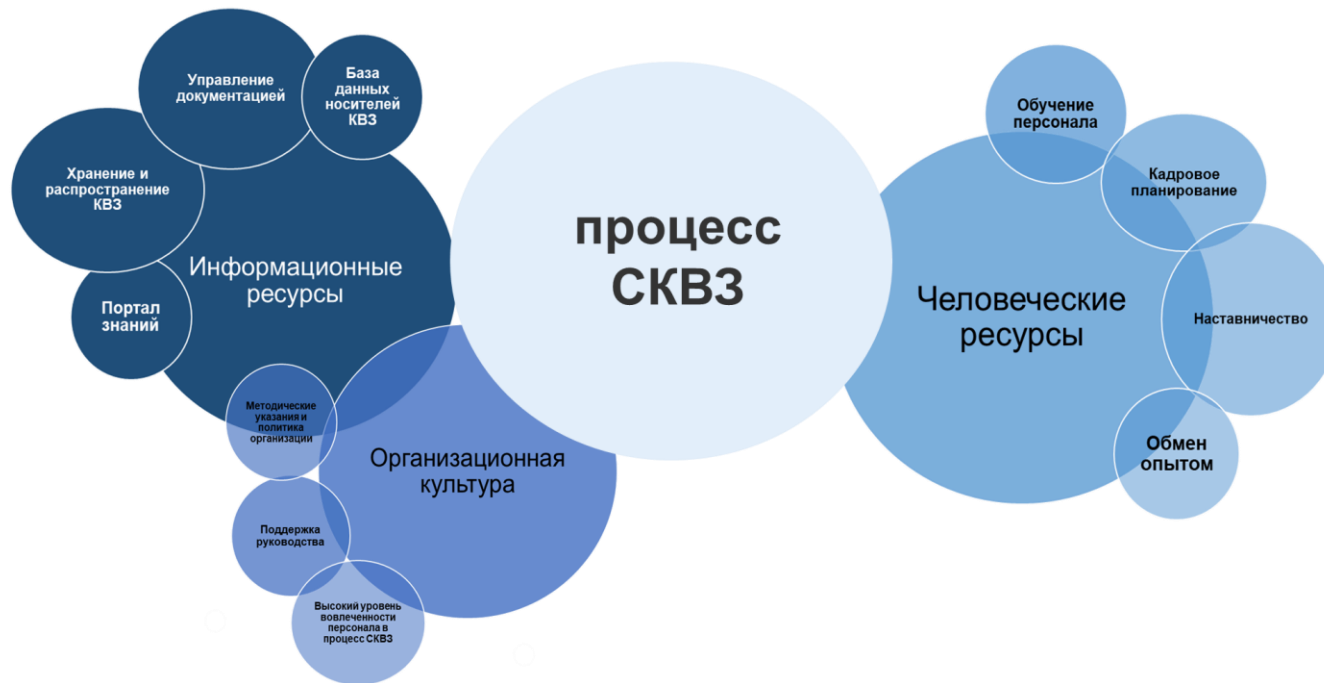 Управление
документацией
База
данных
носителей
КВЗ
Хранение и
распространение
КВЗ
Портал
знаний
Информационные
ресурсы
процесс
СКВЗ
Обучение
персонала
Кадровое
планирование
Наставничество
Обмен
опытом
Человеческие
ресурсы
Методические
указания и
политика
организации
Организационная
культура
Поддержка
руководства
Высокий уровень
вовлеченности
персонала в
процесс СКВЗ